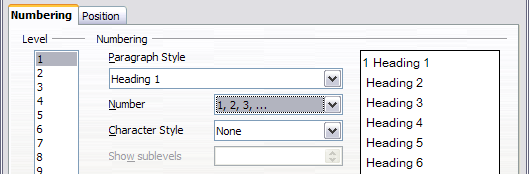 Numbering Position
Level Numbering
1
2
3
4
5
6
7
8
9
Paragraph Style
Heading 1
Number 1, 2, 3, ...
Character Style None
Show sublevels
1 Heading 1
Heading 2
Heading 3
Heading 4
Heading 5
Heading 6